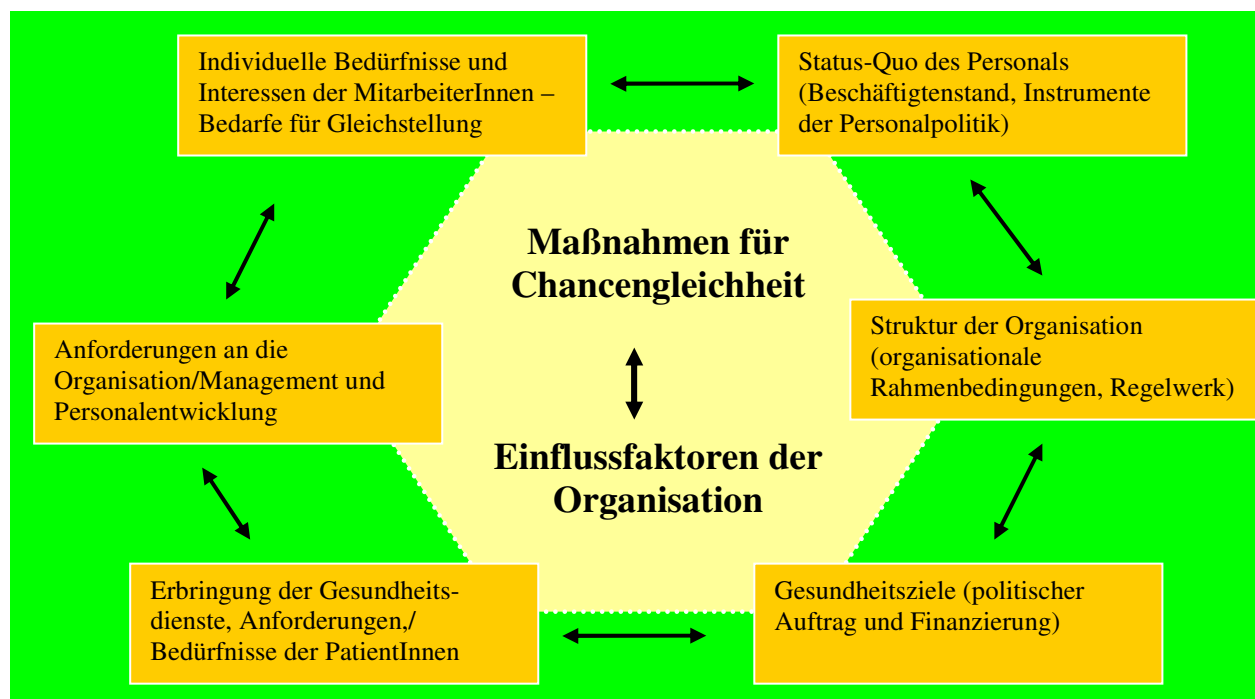 Individuelle Bedürfnisse und
Interessen der MitarbeiterInnen –
Bedarfe für Gleichstellung
Status-Quo des Personals
(Beschäftigtenstand, Instrumente
der Personalpolitik)
Maßnahmen für
Chancengleichheit
Anforderungen an die
Organisation/Management und
Personalentwicklung
Struktur der Organisation
(organisationale
Rahmenbedingungen, Regelwerk)
Einflussfaktoren der
Organisation
Erbringung der Gesundheits-
dienste, Anforderungen,/
Bedürfnisse der PatientInnen
Gesundheitsziele (politischer
Auftrag und Finanzierung)